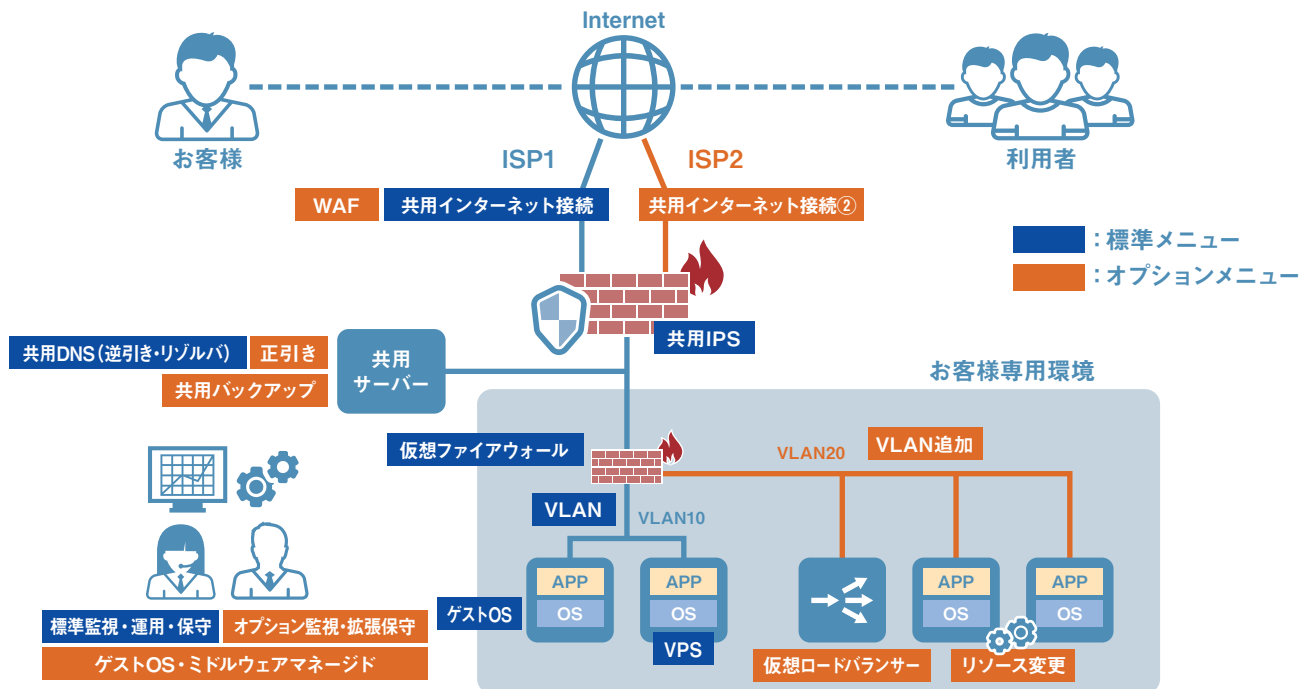 Internet
お客様
利用者
ISP1
ISP2
WAF
共用インターネット接続
共用インターネット接続②
：標準メニュー
：オプションメニュー
共用IPS
共用DNS（逆引き・リゾルバ）
正引き
共用バックアップ
共用
サーバー
お客様専用環境
仮想ファイアウォール
VLAN20
VLAN追加
VLAN
VLAN10
ゲストOS
APP
OS
APP
OS
VPS
APP
OS
APP
OS
仮想ロードバランサー
リソース変更
標準監視・運用・保守
オプション監視・拡張保守
ゲストOS・ミドルウェアマネージド